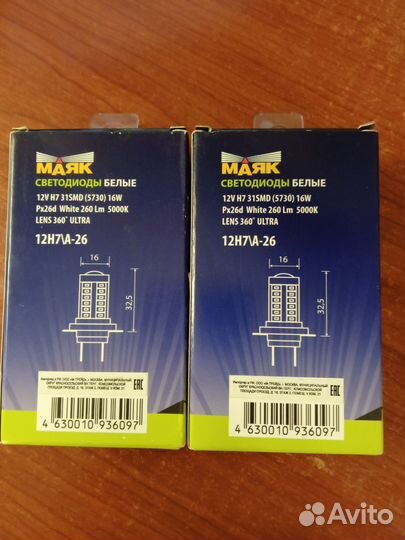 МАЯК
СВЕТОДИОДЫ БЕЛЫЕ
12V H7 31SMD (5730) 16W
Px26d White 260 Lm 5000K
LENS 360° ULTRA
12H7\A-26
16
32,5
EAC
4 630010 936097
МАЯК
СВЕТОДИОДЫ БЕЛЫЕ
12V H7 31SMD (5730) 16W
Px26d White 260 Lm 5000K
LENS 360° ULTRA
12H7\A-26
16
32,5
EAC
4 630010 936097
Avito